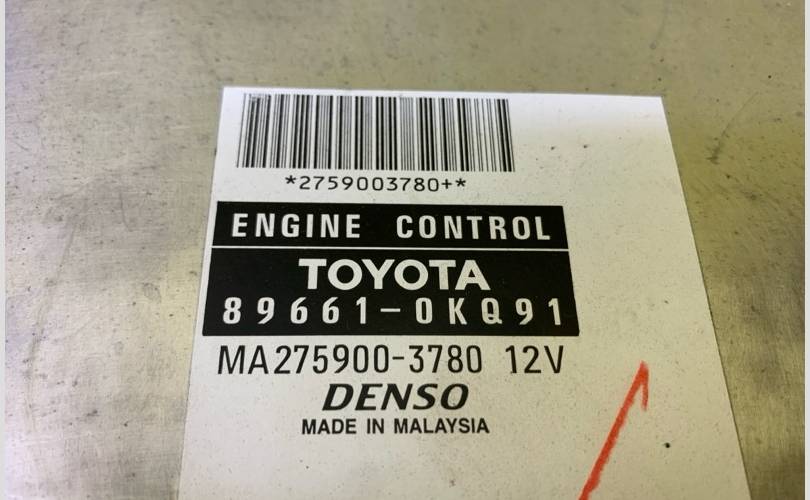 *2759003780+*
ENGINE CONTROL
TOYOTA
89661-0KQ91
MA275900-3780 12V
DENSO
MADE IN MALAYSIA